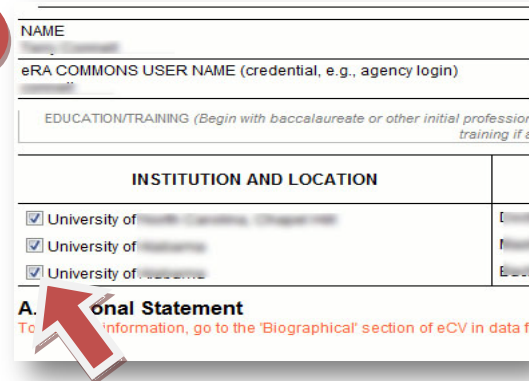 NAME
eRA COMMONS USER NAME (credential, e.g., agency login)
EDUCATION/TRAINING (Begin with baccalaureate or other initial
training if
INSTITUTION AND LOCATION
University of
University of
University of
A. onal Statement
To information, go to the 'Biographical' section of eCV in data